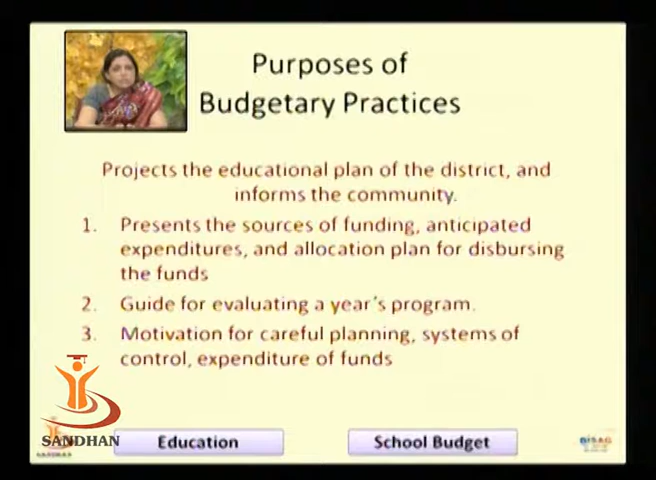 Purposes of
Budgetary Practices
Projects the educational plan of the district, and
informs the community.
1. Presents the sources of funding, anticipated
expenditures, and allocation plan for disbursing
the funds
2. Guide for evaluating a year's program.
3. Motivation for careful planning, systems of
control, expenditure of funds
SANDHAN
Education
School Budget
BISAG